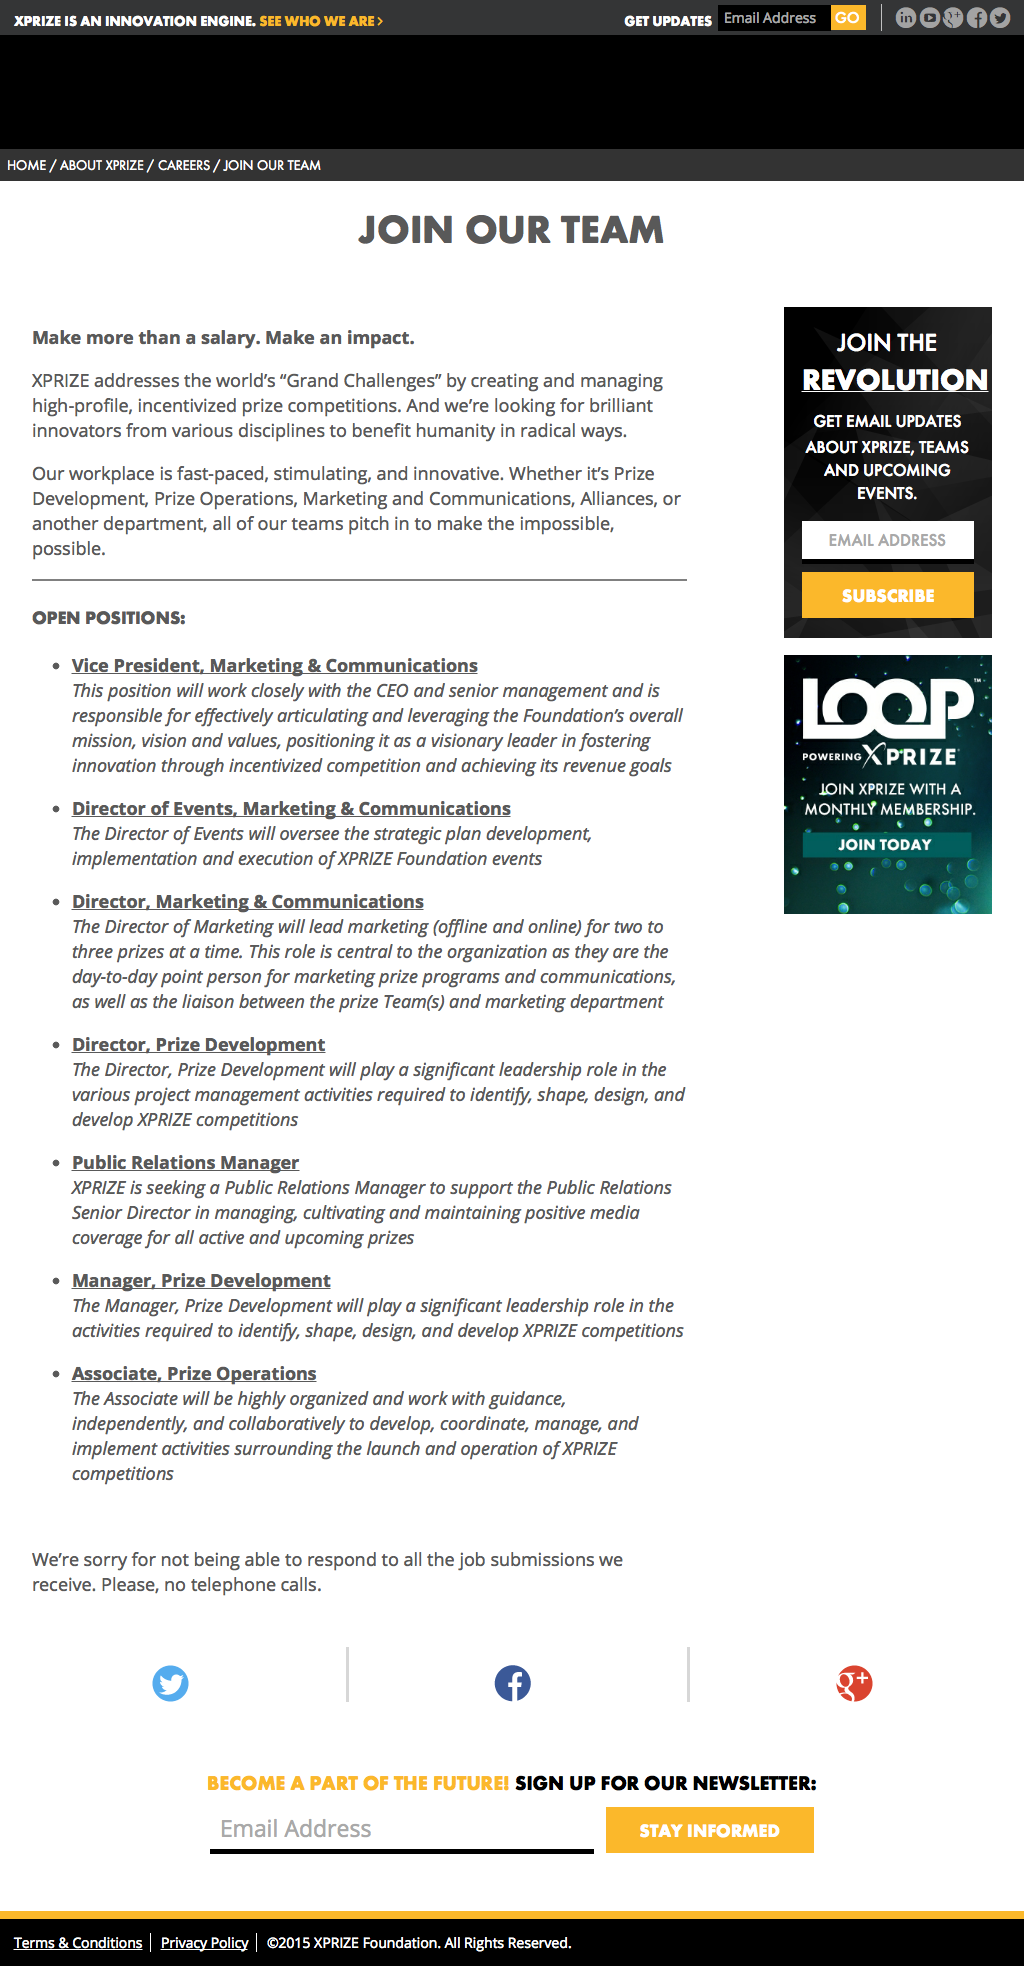 XPRIZE IS AN INNOVATION ENGINE. SEE WHO WE ARE >
GET UPDATES Email Address GO
HOME / ABOUT XPRIZE / CAREERS / JOIN OUR TEAM
JOIN OUR TEAM
Make more than a salary. Make an impact.
XPRIZE addresses the world’s “Grand Challenges” by creating and managing
high-profile, incentivized prize competitions. And we’re looking for brilliant
innovators from various disciplines to benefit humanity in radical ways.
Our workplace is fast-paced, stimulating, and innovative. Whether it’s Prize
Development, Prize Operations, Marketing and Communications, Alliances, or
another department, all of our teams pitch in to make the impossible,
possible.
OPEN POSITIONS:
• Vice President, Marketing & Communications
This position will work closely with the CEO and senior management and is
responsible for effectively articulating and leveraging the Foundation’s overall
mission, vision and values, positioning it as a visionary leader in fostering
innovation through incentivized competition and achieving its revenue goals
• Director of Events, Marketing & Communications
The Director of Events will oversee the strategic plan development,
implementation and execution of XPRIZE Foundation events
• Director, Marketing & Communications
The Director of Marketing will lead marketing (offline and online) for two to
three prizes at a time. This role is central to the organization as they are the
day-to-day point person for marketing prize programs and communications,
as well as the liaison between the prize Team(s) and marketing department
• Director, Prize Development
The Director, Prize Development will play a significant leadership role in the
various project management activities required to identify, shape, design, and
develop XPRIZE competitions
• Public Relations Manager
XPRIZE is seeking a Public Relations Manager to support the Public Relations
Senior Director in managing, cultivating and maintaining positive media
coverage for all active and upcoming prizes
• Manager, Prize Development
The Manager, Prize Development will play a significant leadership role in the
activities required to identify, shape, design, and develop XPRIZE competitions
• Associate, Prize Operations
The Associate will be highly organized and work with guidance,
independently, and collaboratively to develop, coordinate, manage, and
implement activities surrounding the launch and operation of XPRIZE
competitions
We’re sorry for not being able to respond to all the job submissions we
receive. Please, no telephone calls.
JOIN THE
REVOLUTION
GET EMAIL UPDATES
ABOUT XPRIZE, TEAMS
AND UPCOMING
EVENTS.
EMAIL ADDRESS
SUBSCRIBE
LOOP™
POWERING XPRIZE
JOIN XPRIZE WITH A
MONTHLY MEMBERSHIP.
JOIN TODAY
BECOME A PART OF THE FUTURE! SIGN UP FOR OUR NEWSLETTER:
Email Address
STAY INFORMED
Terms & Conditions | Privacy Policy | ©2015 XPRIZE Foundation. All Rights Reserved.